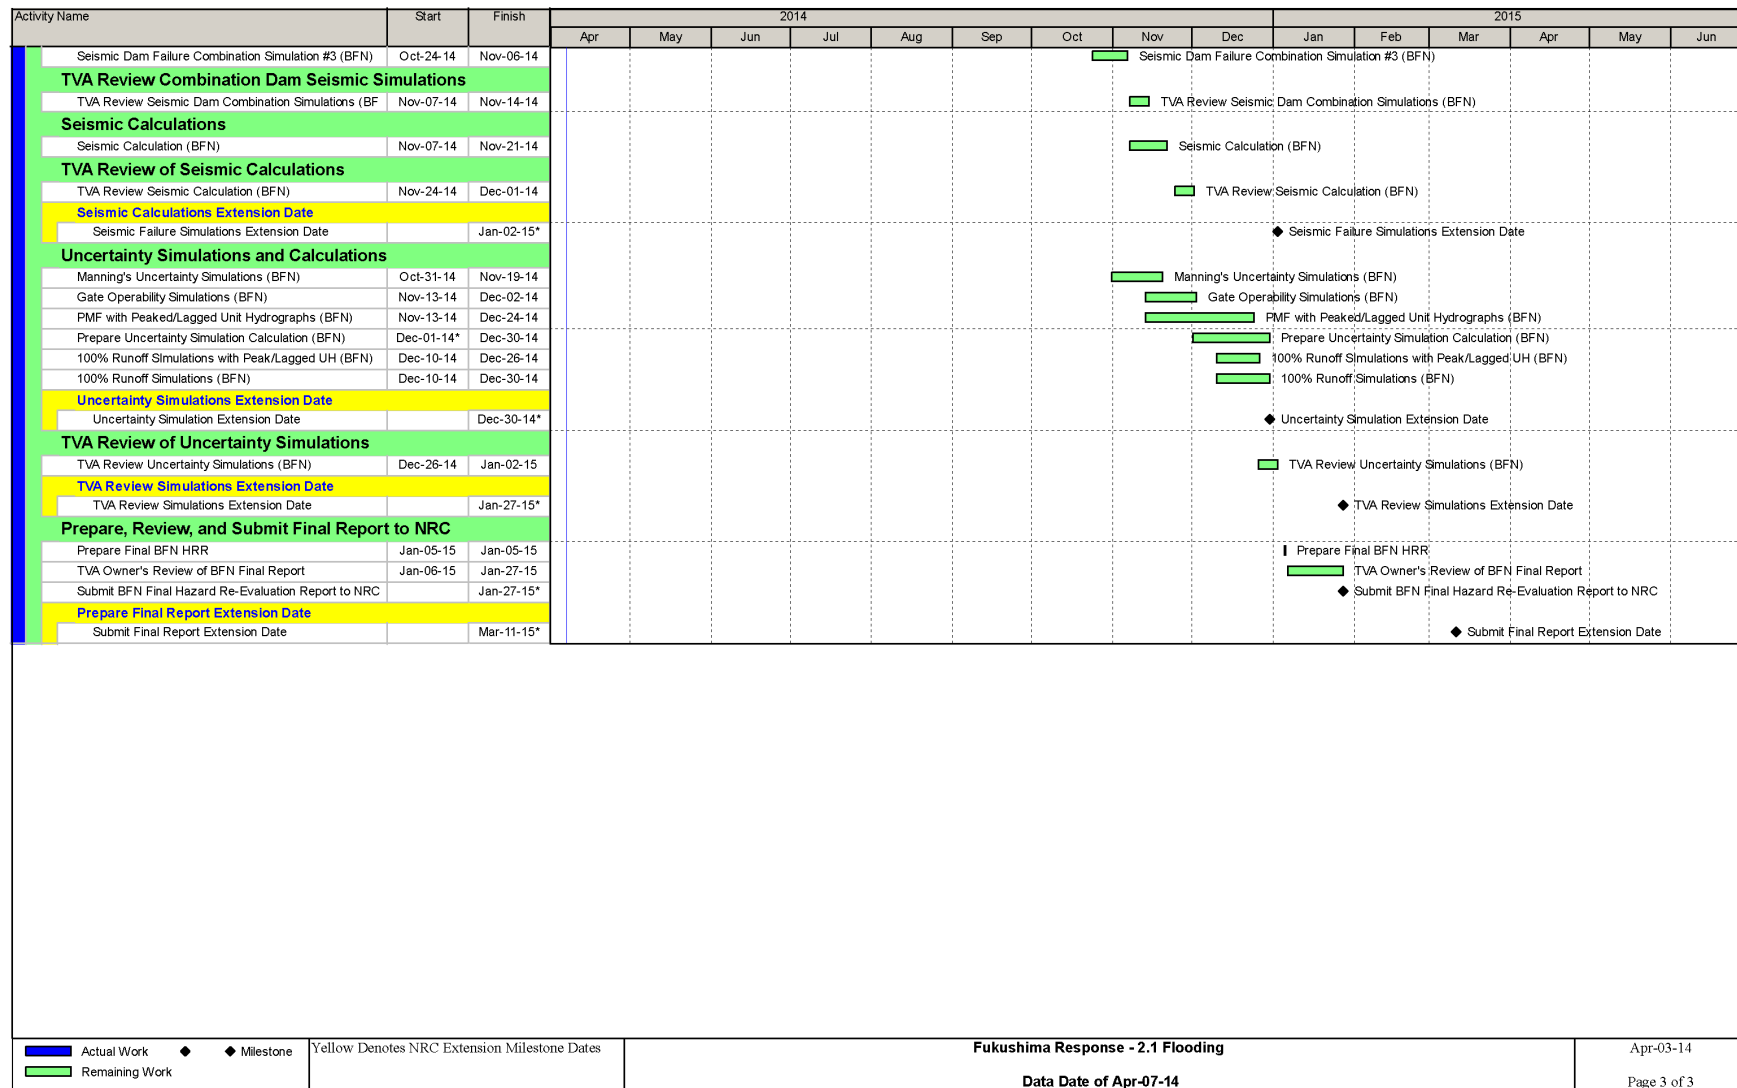 Activity Name Start Finish 2014 2015
Apr May Jun Jul Aug Sep Oct Nov Dec Jan Feb Mar Apr May Jun
Seismic Dam Failure Combination Simulation #3 (BFN) Oct-24-14 Nov-06-14 Seismic Dam Failure Combination Simulation #3 (BFN)
TVA Review Combination Dam Seismic Simulations
TVA Review Seismic Dam Combination Simulations (BF Nov-07-14 Nov-14-14 TVA Review Seismic Dam Combination Simulations (BFN)
Seismic Calculations
Seismic Calculation (BFN) Nov-07-14 Nov-21-14 Seismic Calculation (BFN)
TVA Review of Seismic Calculations
TVA Review Seismic Calculation (BFN) Nov-24-14 Dec-01-14 TVA Review Seismic Calculation (BFN)
Seismic Calculations Extension Date
Seismic Failure Simulations Extension Date Jan-02-15* Seismic Failure Simulations Extension Date
Uncertainty Simulations and Calculations
Manning's Uncertainty Simulations (BFN) Oct-31-14 Nov-19-14 Manning's Uncertainty Simulations (BFN)
Gate Operability Simulations (BFN) Nov-13-14 Dec-02-14 Gate Operability Simulations (BFN)
PMF with Peaked/Lagged Unit Hydrographs (BFN) Nov-13-14 Dec-24-14 PMF with Peaked/Lagged Unit Hydrographs (BFN)
Prepare Uncertainty Simulation Calculation (BFN) Dec-01-14* Dec-30-14 Prepare Uncertainty Simulation Calculation (BFN)
100% Runoff SImulations with Peak/Lagged UH (BFN) Dec-10-14 Dec-26-14 100% Runoff SImulations with Peak/Lagged UH (BFN)
100% Runoff Simulations (BFN) Dec-10-14 Dec-30-14 100% Runoff Simulations (BFN)
Uncertainty Simulations Extension Date
Uncertainty Simulation Extension Date Dec-30-14* Uncertainty Simulation Extension Date
TVA Review of Uncertainty Simulations
TVA Review Uncertainty Simulations (BFN) Dec-26-14 Jan-02-15 TVA Review Uncertainty Simulations (BFN)
TVA Review Simulations Extension Date
TVA Review Simulations Extension Date Jan-27-15* TVA Review Simulations Extension Date
Prepare, Review, and Submit Final Report to NRC
Prepare Final BFN HRR Jan-05-15 Jan-05-15 Prepare Final BFN HRR
TVA Owner's Review of BFN Final Report Jan-06-15 Jan-27-15 TVA Owner's Review of BFN Final Report
Submit BFN Final Hazard Re-Evaluation Report to NRC Jan-27-15* Submit BFN Final Hazard Re-Evaluation Report to NRC
Prepare Final Report Extension Date
Submit Final Report Extension Date Mar-11-15* Submit Final Report Extension Date
Actual Work Milestone Yellow Denotes NRC Extension Milestone Dates Fukushima Response - 2.1 Flooding Apr-03-14
Remaining Work
Data Date of Apr-07-14 Page 3 of 3